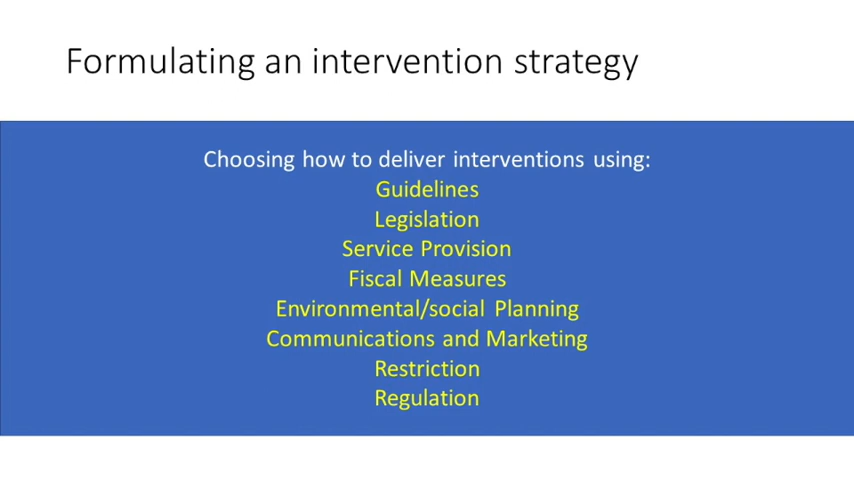 Formulating an intervention strategy
Choosing how to deliver interventions using:
Guidelines
Legislation
Service Provision
Fiscal Measures
Environmental/social Planning
Communications and Marketing
Restriction
Regulation